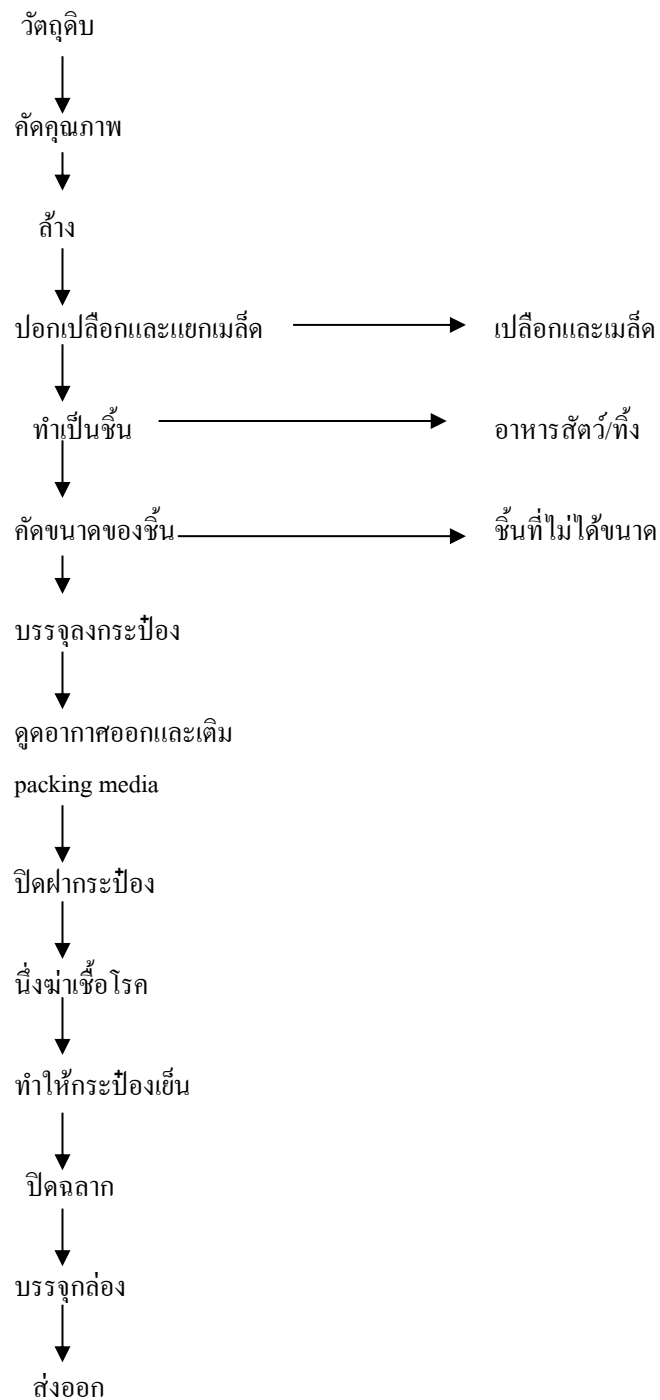 วัตถุดิบ
คัดคุณภาพ
ล้าง
ปอกเปลือกและแยกเมล็ด
เปลือกและเมล็ด
ทำเป็นชิ้น
อาหารสัตว์/ทิ้ง
คัดขนาดของชิ้น
ชิ้นที่ไม่ได้ขนาด
บรรจุลงกระป๋อง
ดูดอากาศออกและเติม
packing media
ปิดฝากระป๋อง
นึ่งฆ่าเชื้อโรค
ทำให้กระป๋องเย็น
ปิดฉลาก
บรรจุกล่อง
ส่งออก